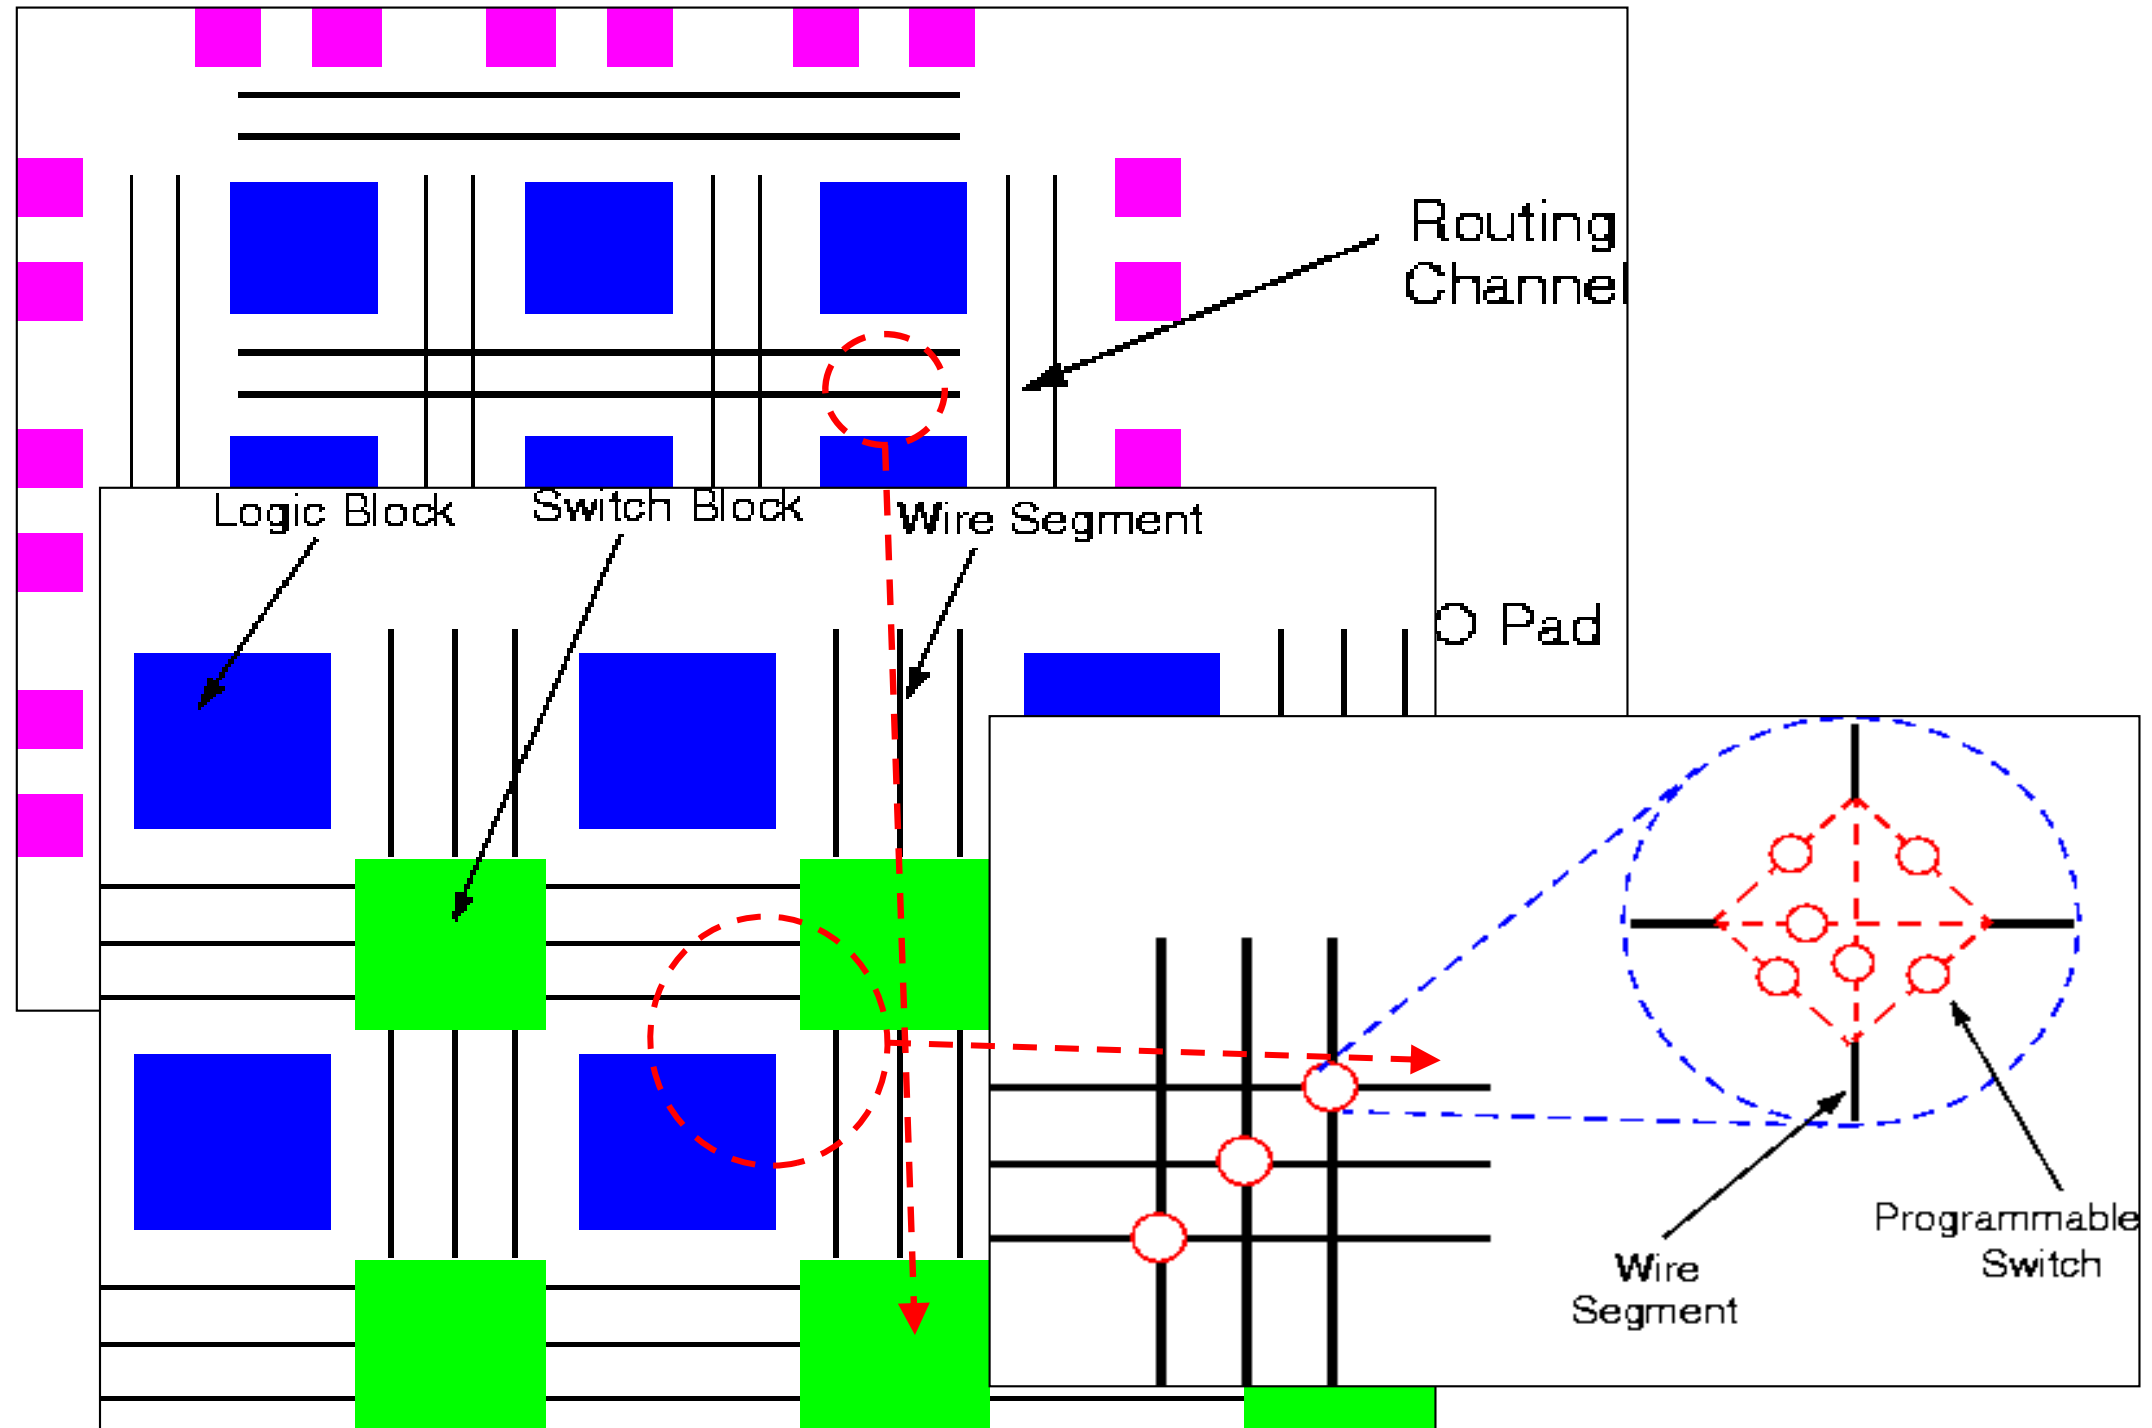 Routing
Channel
Logic Block
Switch Block
Wire Segment
O Pad
Programmable
Switch
Wire
Segment